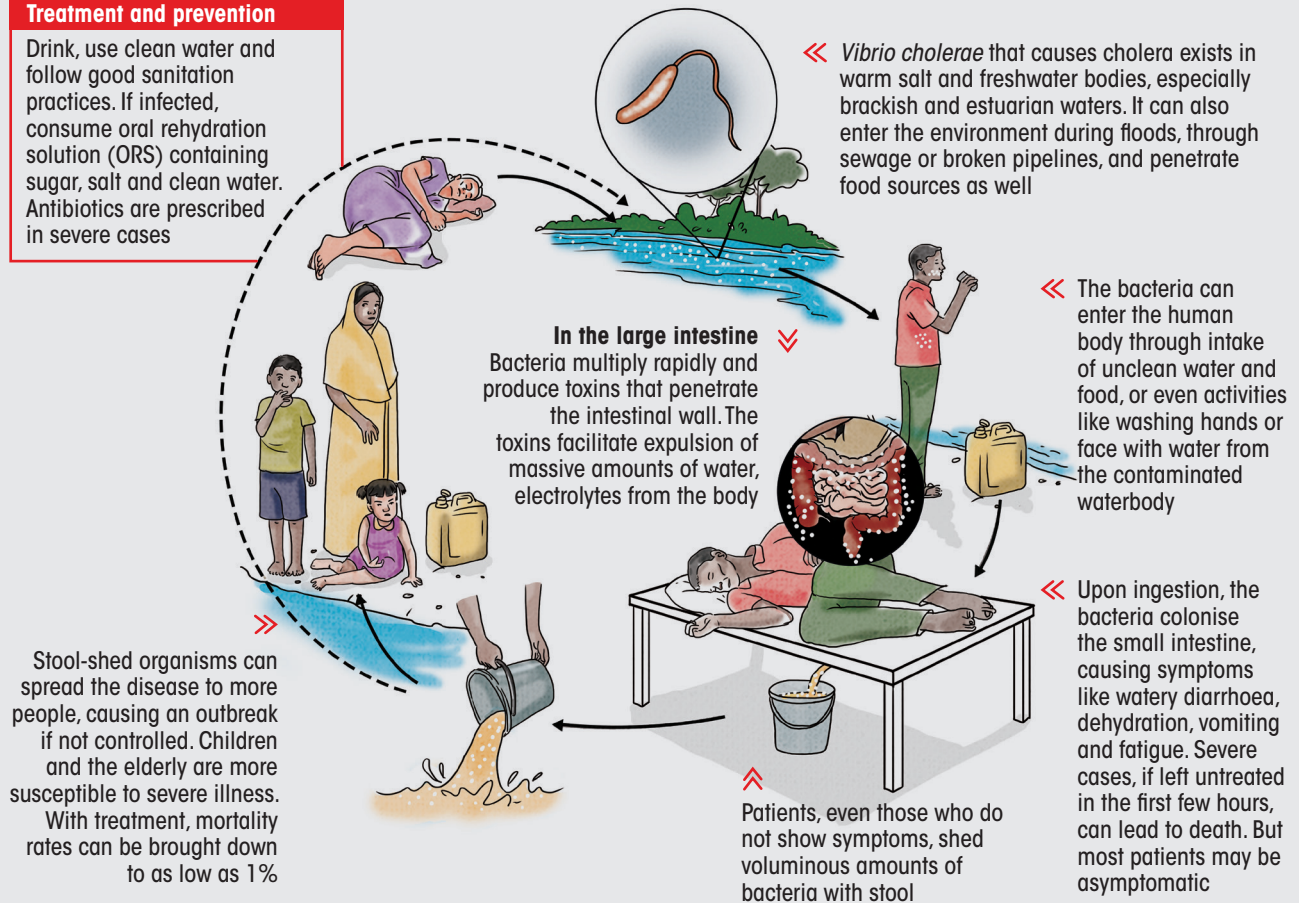 Treatment and prevention
Drink, use clean water and
follow good sanitation
practices. If infected,
consume oral rehydration
solution (ORS) containing
sugar, salt and clean water.
Antibiotics are prescribed
in severe cases
Vibrio cholerae that causes cholera exists in
warm salt and freshwater bodies, especially
brackish and estuarian waters. It can also
enter the environment during floods, through
sewage or broken pipelines, and penetrate
food sources as well
The bacteria can
enter the human
body through intake
of unclean water and
food, or even activities
like washing hands or
face with water from
the contaminated
waterbody
In the large intestine
Bacteria multiply rapidly and
produce toxins that penetrate
the intestinal wall. The
toxins facilitate expulsion of
massive amounts of water,
electrolytes from the body
Upon ingestion, the
bacteria colonise
the small intestine,
causing symptoms
like watery diarrhoea,
dehydration, vomiting
and fatigue. Severe
cases, if left untreated
in the first few hours,
can lead to death. But
most patients may be
asymptomatic
Patients, even those who do
not show symptoms, shed
voluminous amounts of
bacteria with stool
Stool-shed organisms can
spread the disease to more
people, causing an outbreak
if not controlled. Children
and the elderly are more
susceptible to severe illness.
With treatment, mortality
rates can be brought down
to as low as 1%